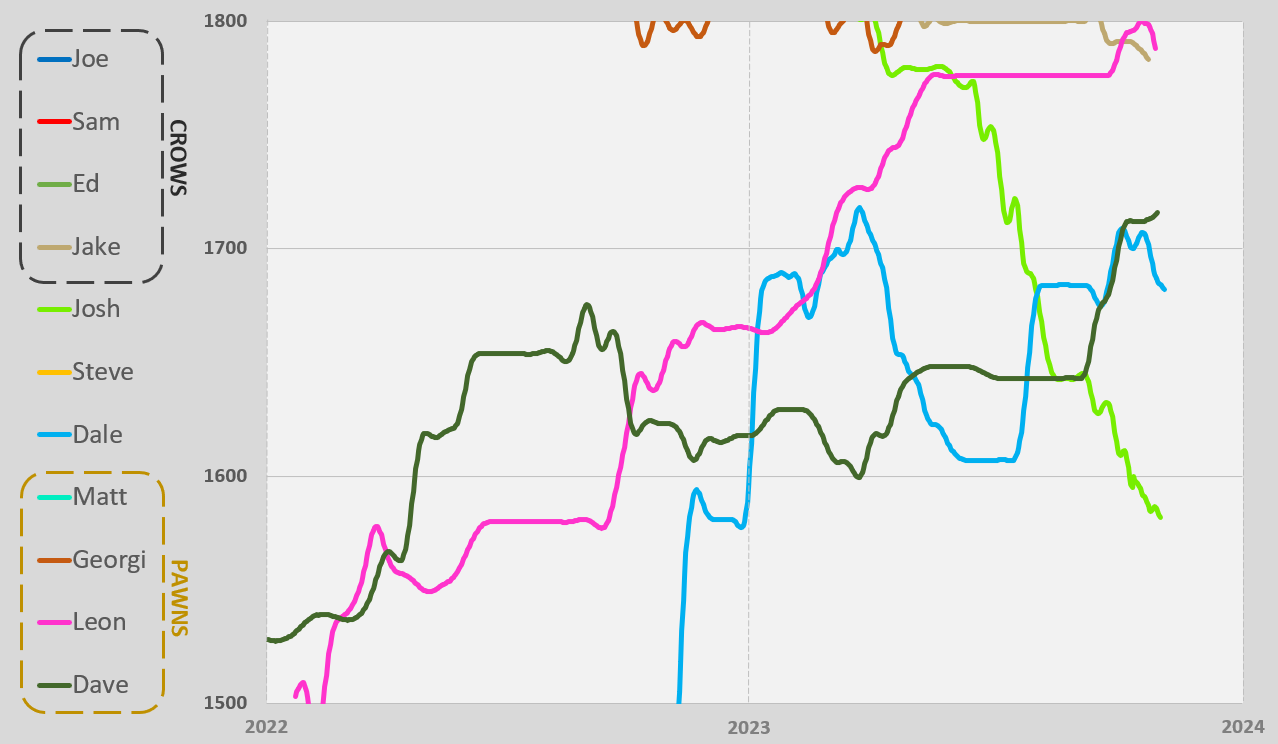 Joe
Sam
Ed
Jake
CROWS
Josh
Steve
Dale
Matt
Georgi
Leon
Dave
PAWNS
1800
1700
1600
1500
2022
2023
2024